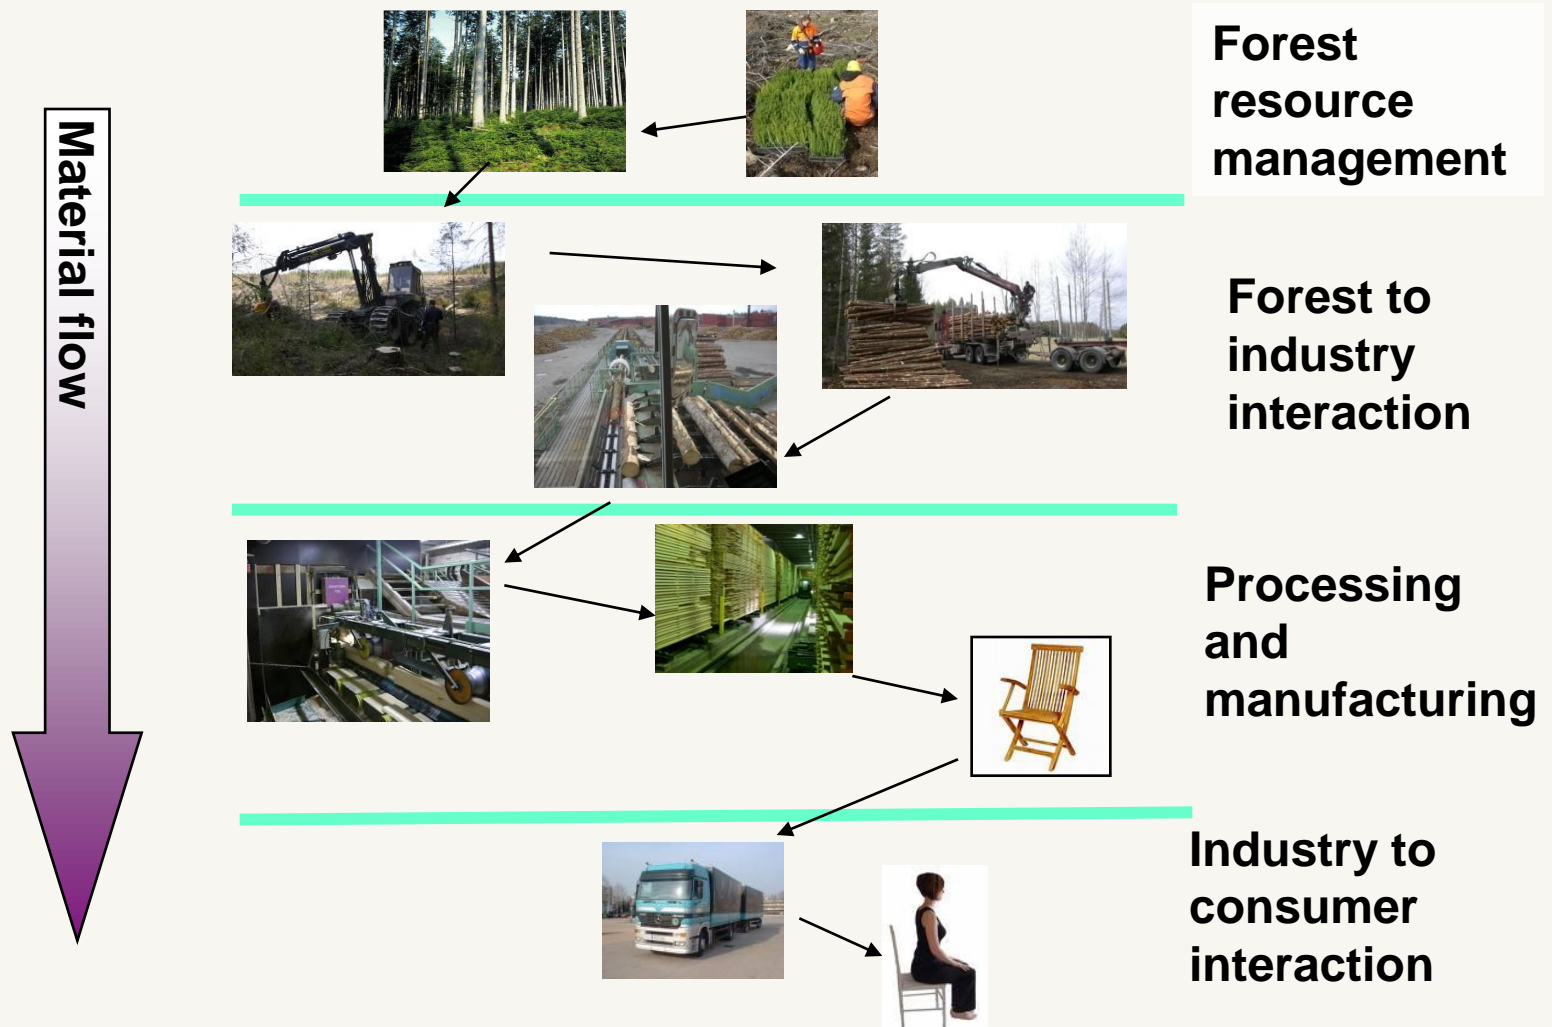 Forest
resource
management
Material flow
Forest to
industry
interaction
Processing
and
manufacturing
Industry to
consumer
interaction